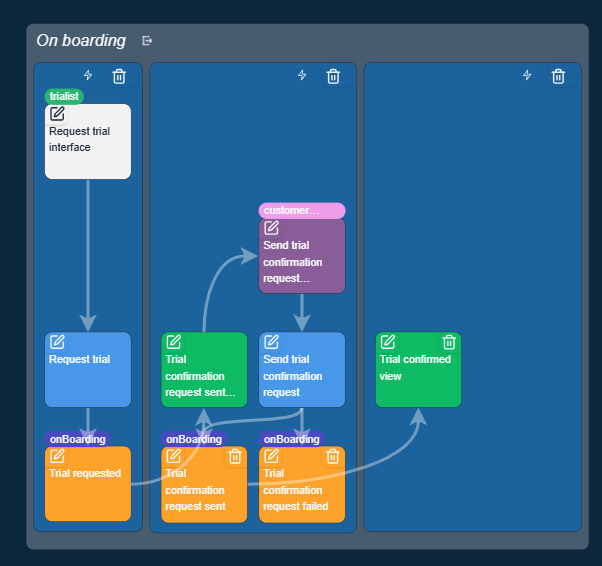 On boarding
trialist
Request trial
interface
customer...
Send trial
confirmation
request...
Request trial
Trial
confirmation
request sent...
Send trial
confirmation
request
Trial confirmed
view
onBoarding
Trial requested
onBoarding
Trial
confirmation
request sent
onBoarding
Trial
confirmation
request failed